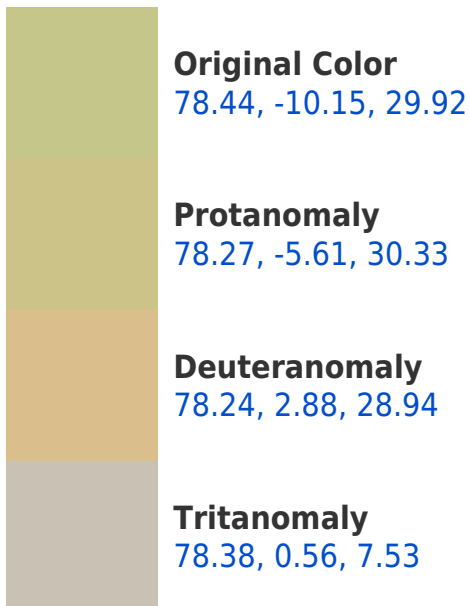 Original Color
78.44, -10.15, 29.92
Protanomaly
78.27, -5.61, 30.33
Deuteranomaly
78.24, 2.88, 28.94
Tritanomaly
78.38, 0.56, 7.53